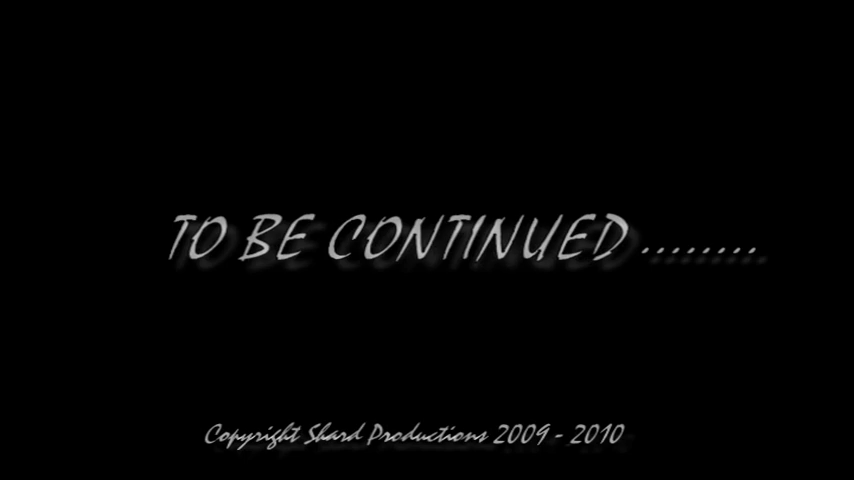 TO BE CONTINUED ........
Copyright Shard Productions 2009 - 2010